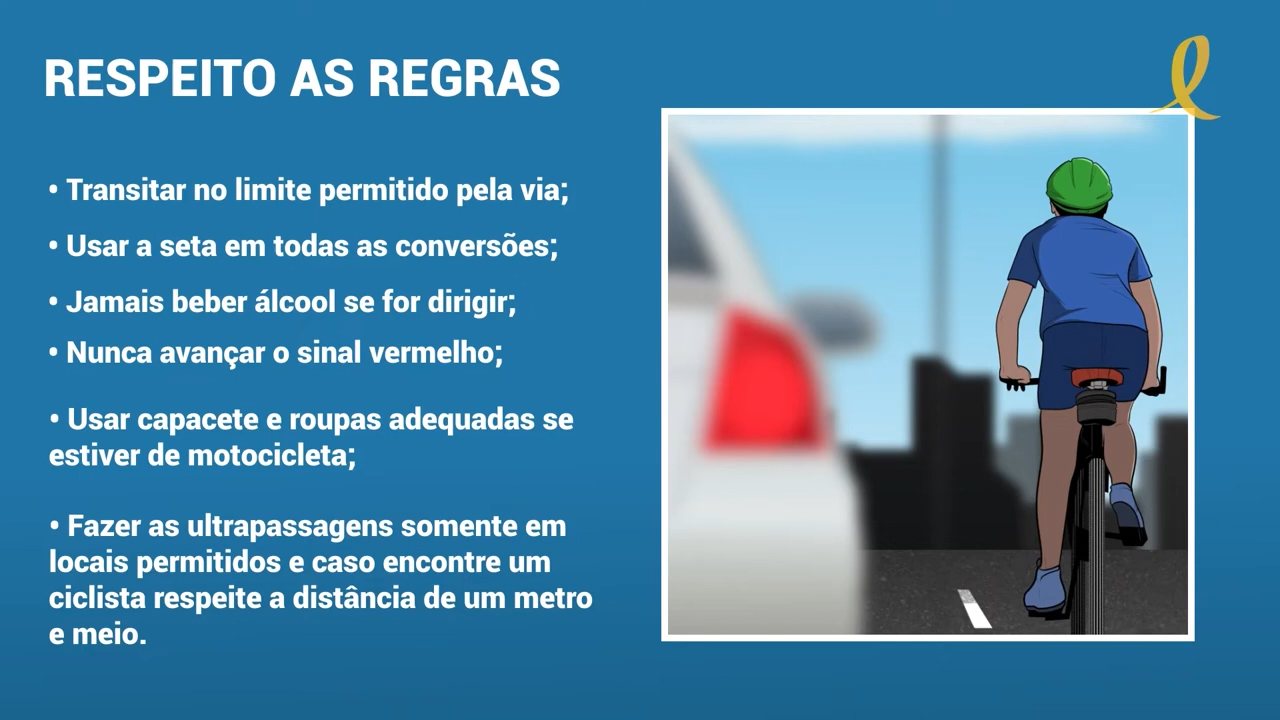 RESPEITO AS REGRAS
• Transitar no limite permitido pela via;
• Usar a seta em todas as conversões;
• Jamais beber álcool se for dirigir;
• Nunca avançar o sinal vermelho;
• Usar capacete e roupas adequadas se
estiver de motocicleta;
• Fazer as ultrapassagens somente em
locais permitidos e caso encontre um
ciclista respeite a distância de um metro
e meio.